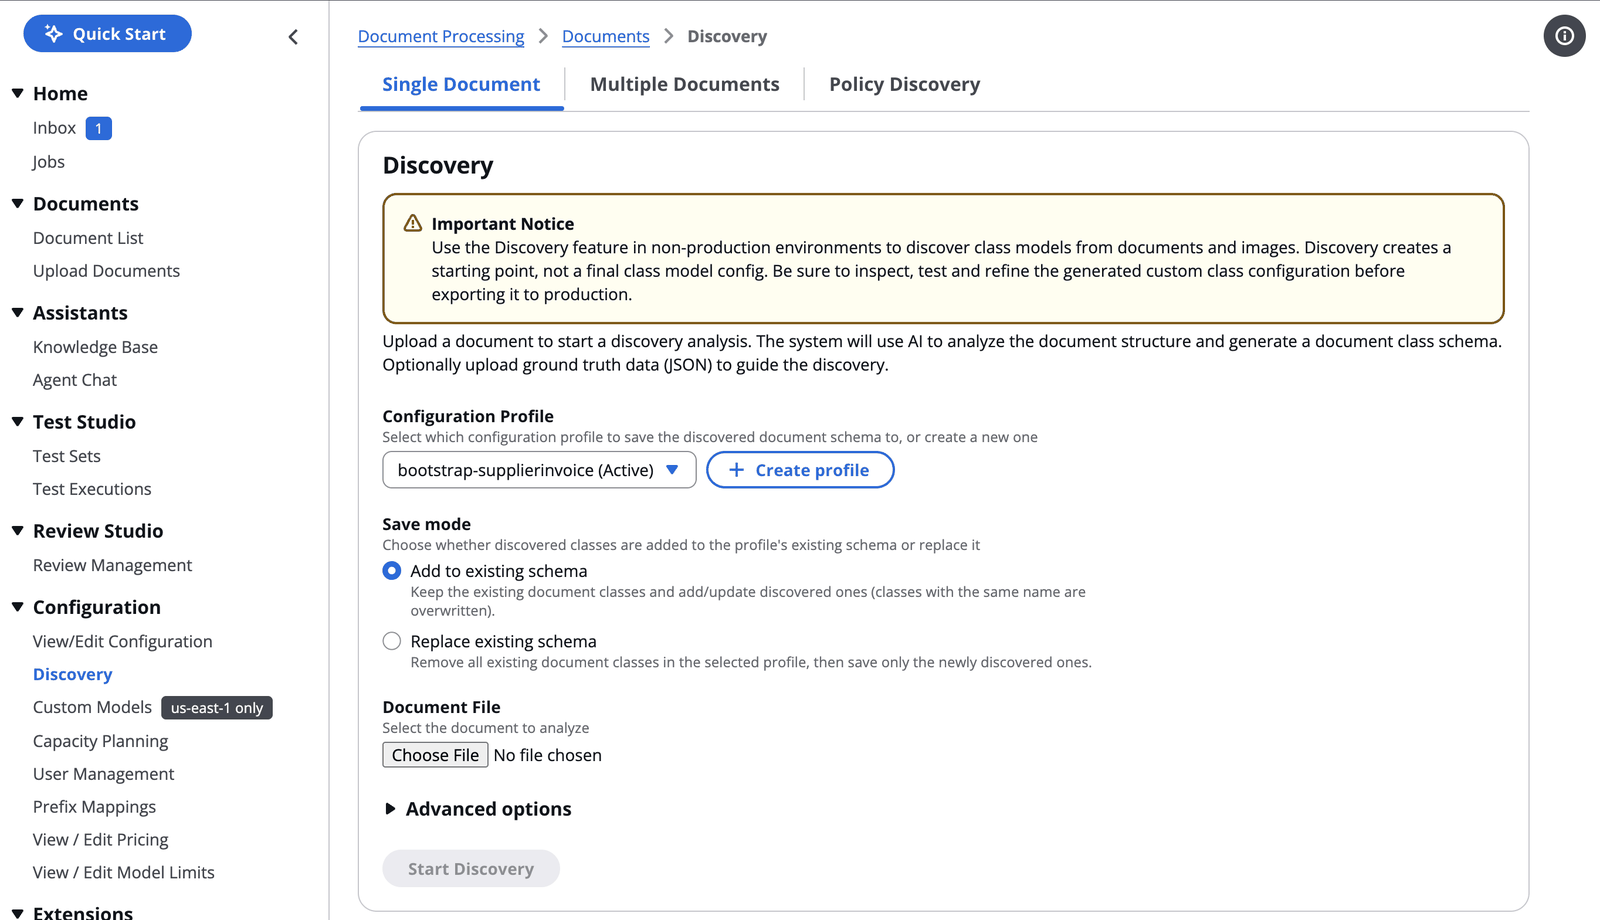 Quick Start
Home
Inbox 1
Jobs
Documents
Document List
Upload Documents
Assistants
Knowledge Base
Agent Chat
Test Studio
Test Sets
Test Executions
Review Studio
Review Management
Configuration
View/Edit Configuration
Discovery
Custom Models us-east-1 only
Capacity Planning
User Management
Prefix Mappings
View / Edit Pricing
View / Edit Model Limits
Extensions
Document Processing > Documents > Discovery
Single Document
Multiple Documents
Policy Discovery
Discovery
Important Notice
Use the Discovery feature in non-production environments to discover class models from documents and images. Discovery creates a
starting point, not a final class model config. Be sure to inspect, test and refine the generated custom class configuration before
exporting it to production.
Upload a document to start a discovery analysis. The system will use AI to analyze the document structure and generate a document class schema.
Optionally upload ground truth data (JSON) to guide the discovery.
Configuration Profile
Select which configuration profile to save the discovered document schema to, or create a new one
bootstrap-supplierinvoice (Active)
+ Create profile
Save mode
Choose whether discovered classes are added to the profile's existing schema or replace it
Add to existing schema
Keep the existing document classes and add/update discovered ones (classes with the same name are
overwritten).
Replace existing schema
Remove all existing document classes in the selected profile, then save only the newly discovered ones.
Document File
Select the document to analyze
Choose File No file chosen
Advanced options
Start Discovery